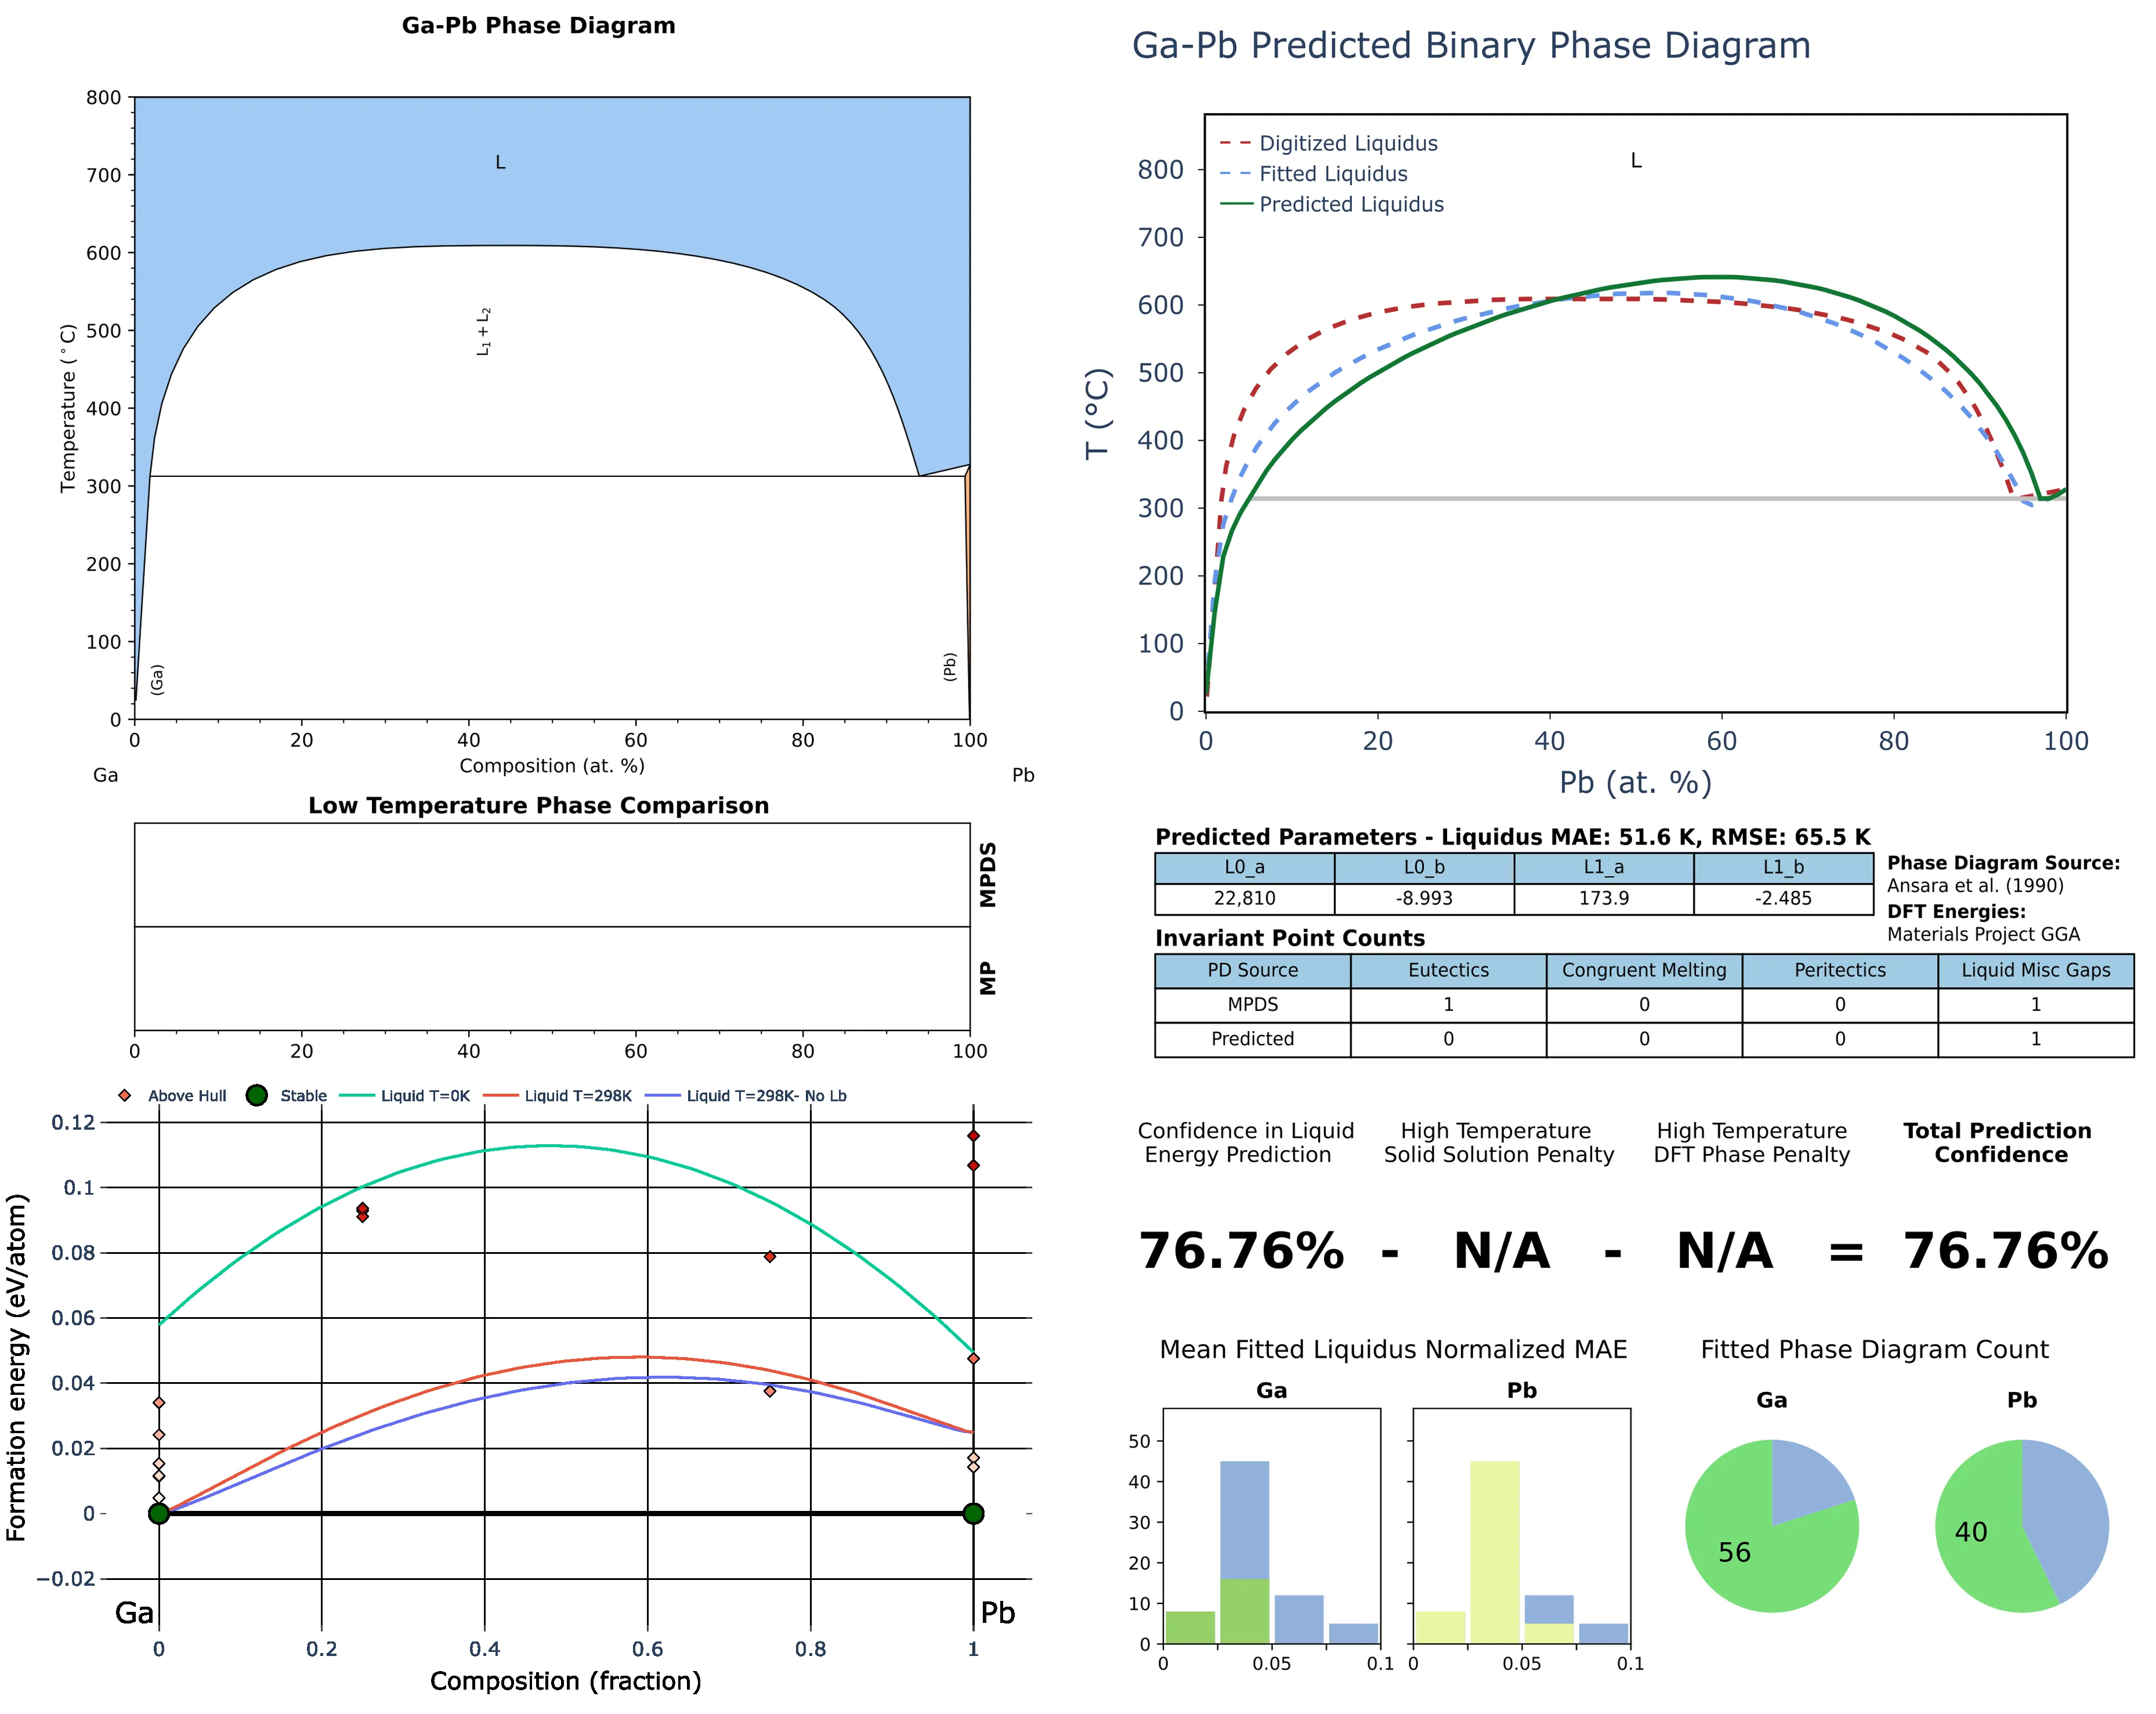 Ga-Pb Phase Diagram
800
700
600
500
400
300
200
100
0
Temperature (°C)
L
L1 + L2
(Ga)
(Pb)
0 20 40 60 80 100
Composition (at. %)
Ga Pb
Low Temperature Phase Comparison
MPDS
MP
0 20 40 60 80 100
Above Hull Stable Liquid T=0K Liquid T=298K Liquid T=298K- No Lb
0.12
0.1
0.08
0.06
0.04
0.02
0
−0.02
Formation energy (eV/atom)
Ga Pb
0 0.2 0.4 0.6 0.8 1
Composition (fraction)
Ga-Pb Predicted Binary Phase Diagram
Digitized Liquidus
Fitted Liquidus
Predicted Liquidus
L
800
700
600
500
400
300
200
100
0
T (°C)
0 20 40 60 80 100
Pb (at. %)
Predicted Parameters - Liquidus MAE: 51.6 K, RMSE: 65.5 K
L0_a L0_b L1_a L1_b
22,810 -8.993 173.9 -2.485
Phase Diagram Source:
Ansara et al. (1990)
DFT Energies:
Materials Project GGA
Invariant Point Counts
PD Source Eutectics Congruent Melting Peritectics Liquid Misc Gaps
MPDS 1 0 0 1
Predicted 0 0 0 1
Confidence in Liquid
Energy Prediction
High Temperature
Solid Solution Penalty
High Temperature
DFT Phase Penalty
Total Prediction
Confidence
76.76% - N/A - N/A = 76.76%
Mean Fitted Liquidus Normalized MAE
Ga Pb
50
40
30
20
10
0
0 0.05 0.1 0 0.05 0.1
Fitted Phase Diagram Count
Ga Pb
56 40